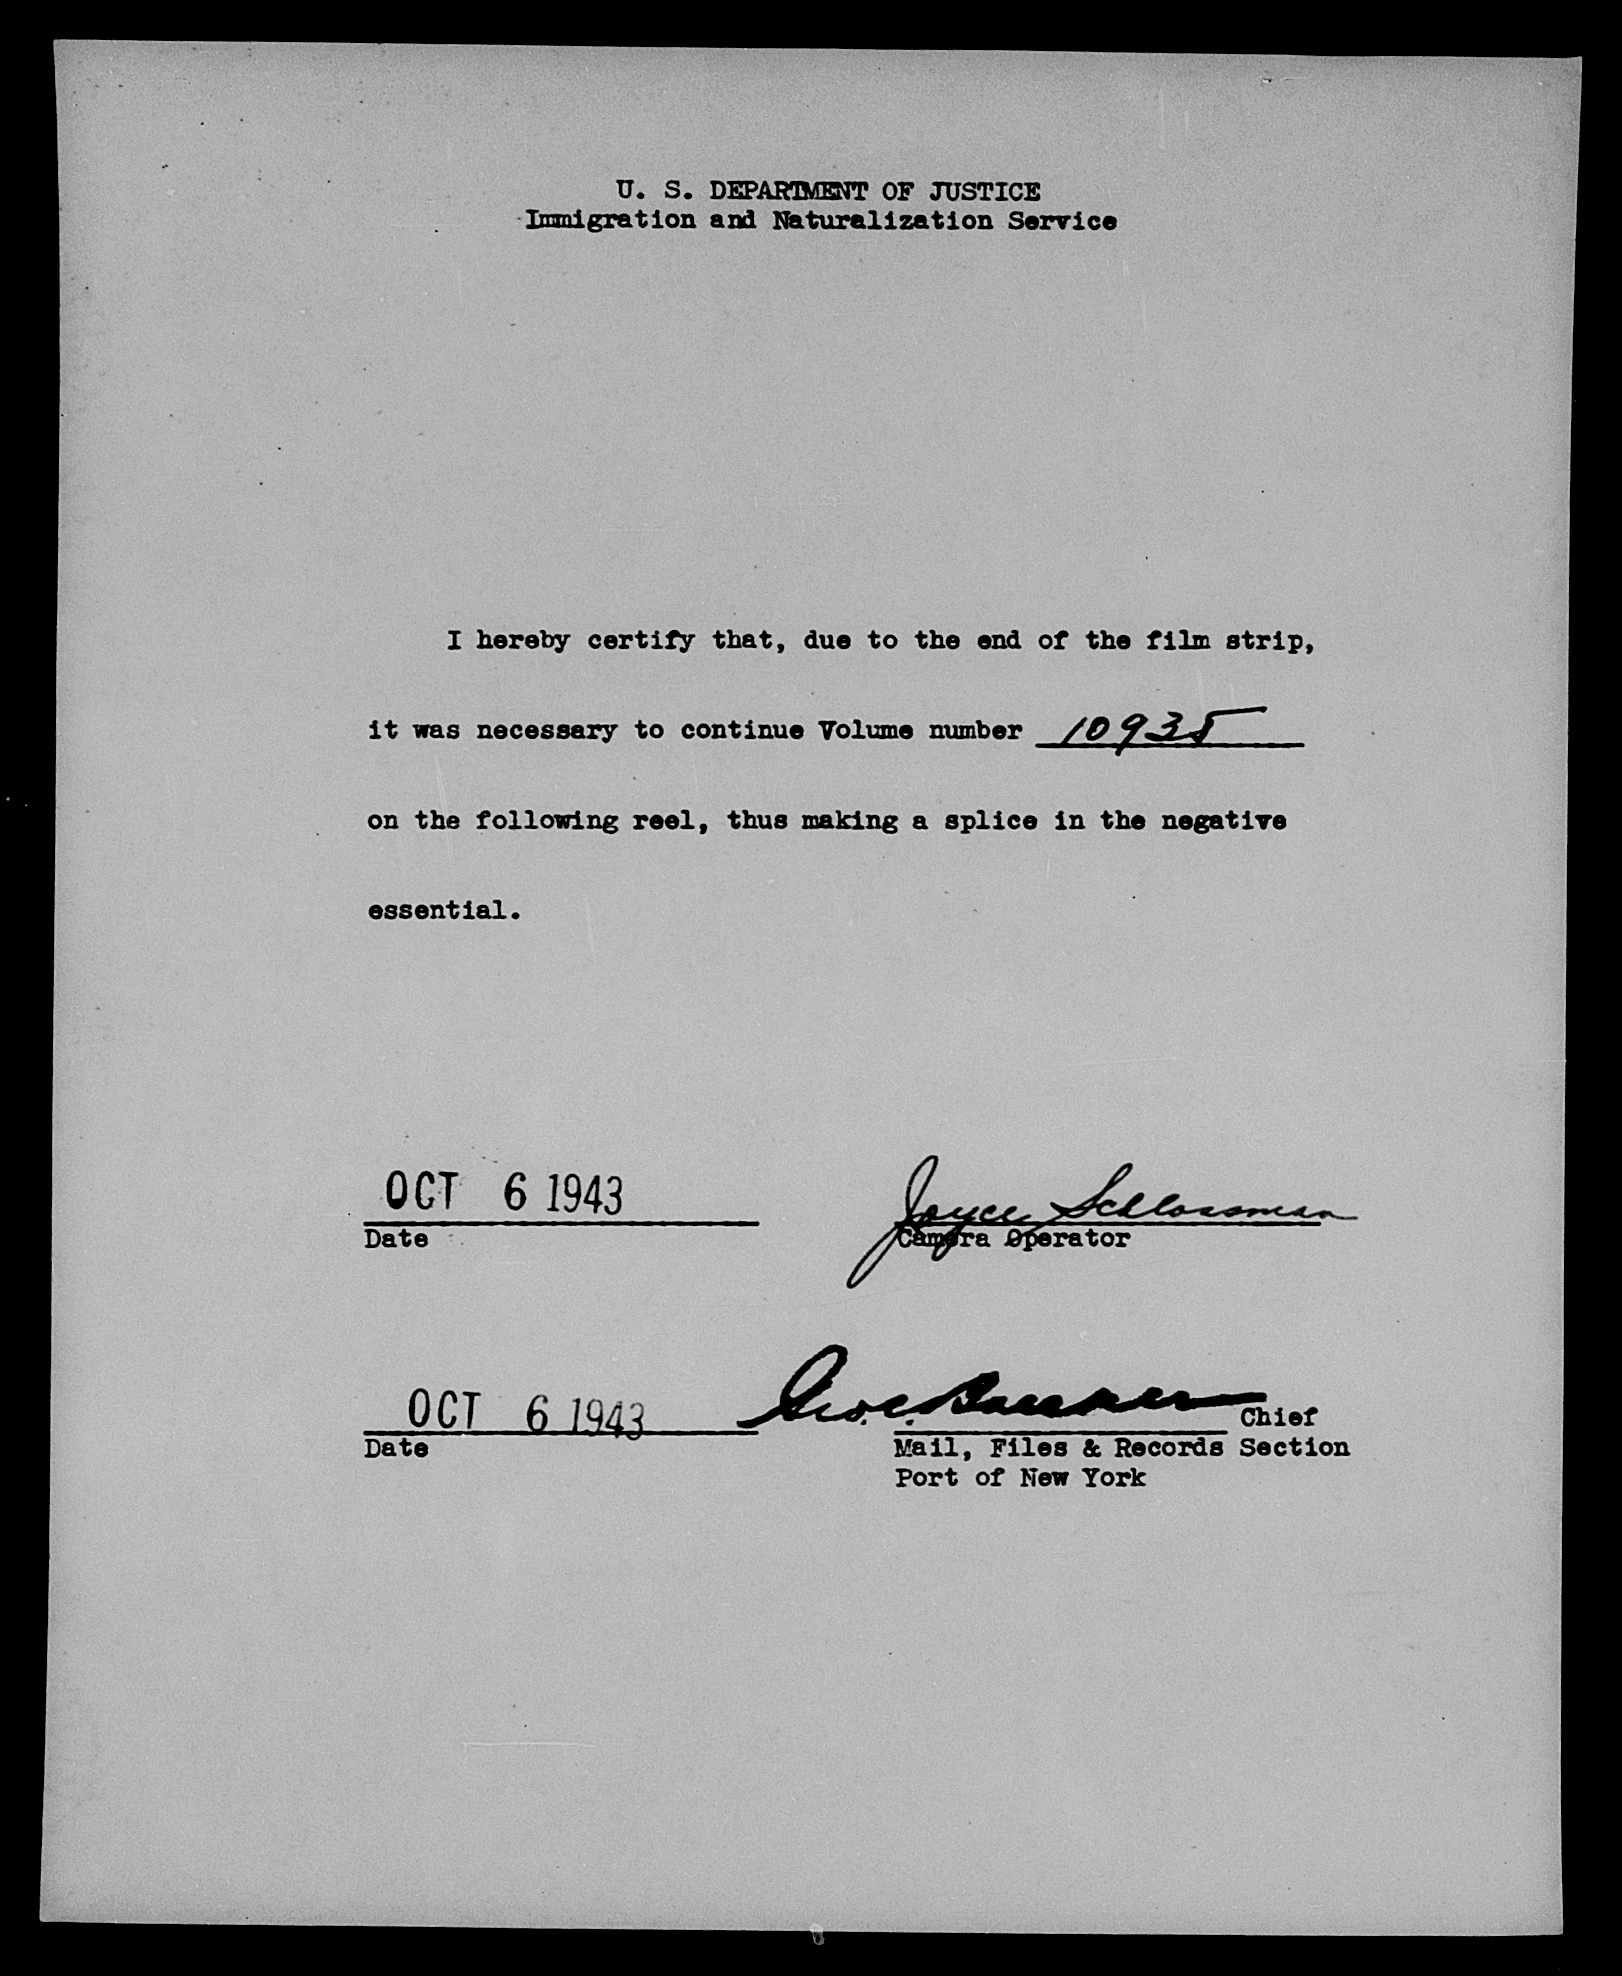 U. S. DEPARTMENT OF JUSTICE
Immigration and Naturalization Service
I hereby certify that, due to the end of the film strip,
it was necessary to continue Volume number 10935
on the following reel, thus making a splice in the negative
essential.
OCT 6 1943 Joyce Schlossman
Date Camera Operator
OCT 6 1943 Chief
Date Mail, Files & Records Section
Port of New York